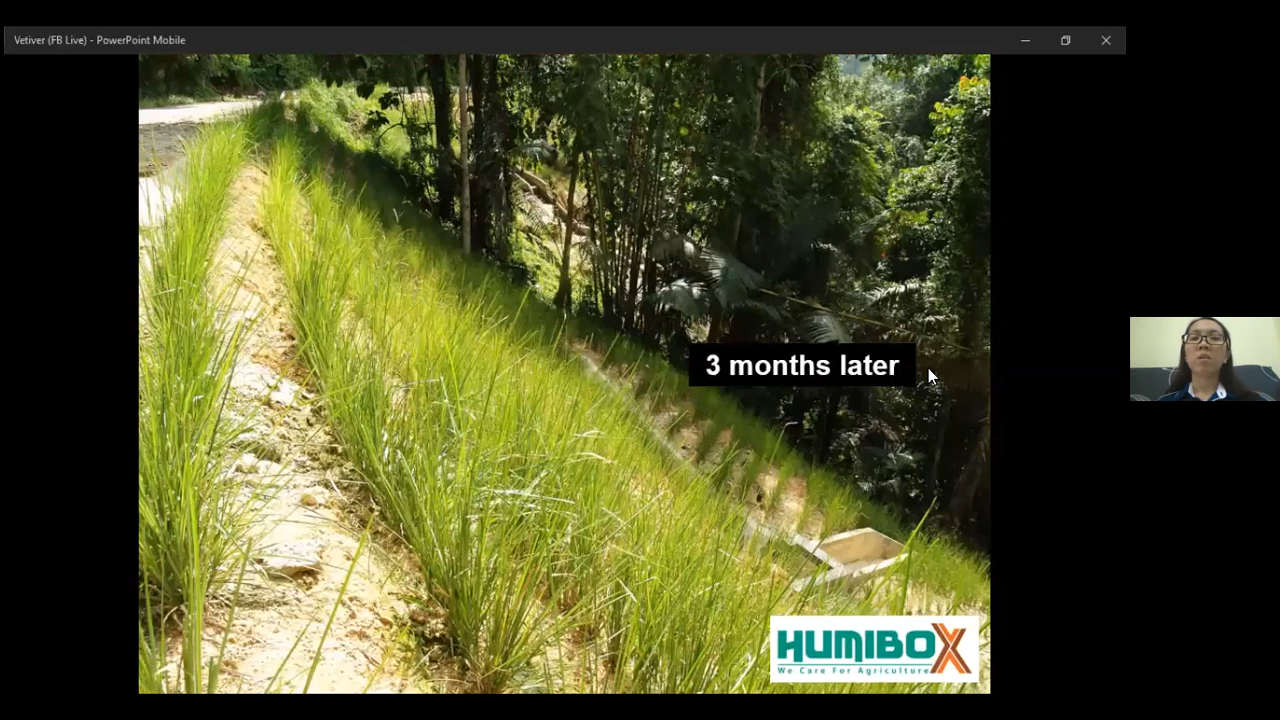 Vetiver (FB Live) - PowerPoint Mobile
3 months later
HUMIBOX
We Care For Agriculture